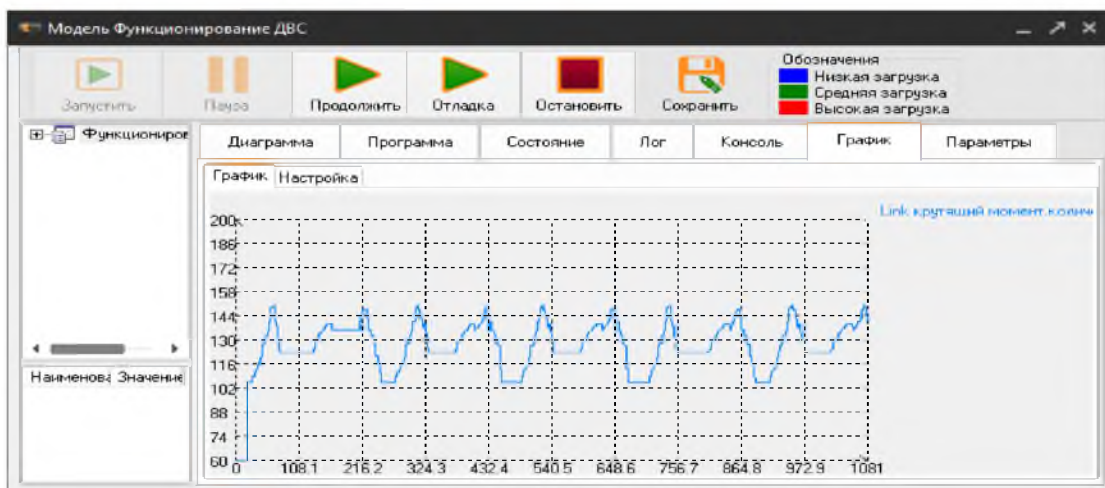 Модель Функционирование ДВС
Запустить
Пауза
Продолжить
Отладка
Остановить
Сохранить
Обозначения
Низкая загрузка
Средняя загрузка
Высокая загрузка
Функциониров
Диаграмма
Программа
Состояние
Лог
Консоль
График
Параметры
График
Настройка
Наименова
Значение
Link крутящий момент.колич
200
186
172
158
144
130
116
102
88
74
60
0
108.1
216.2
324.3
432.4
540.5
648.6
756.7
864.8
972.9
1081